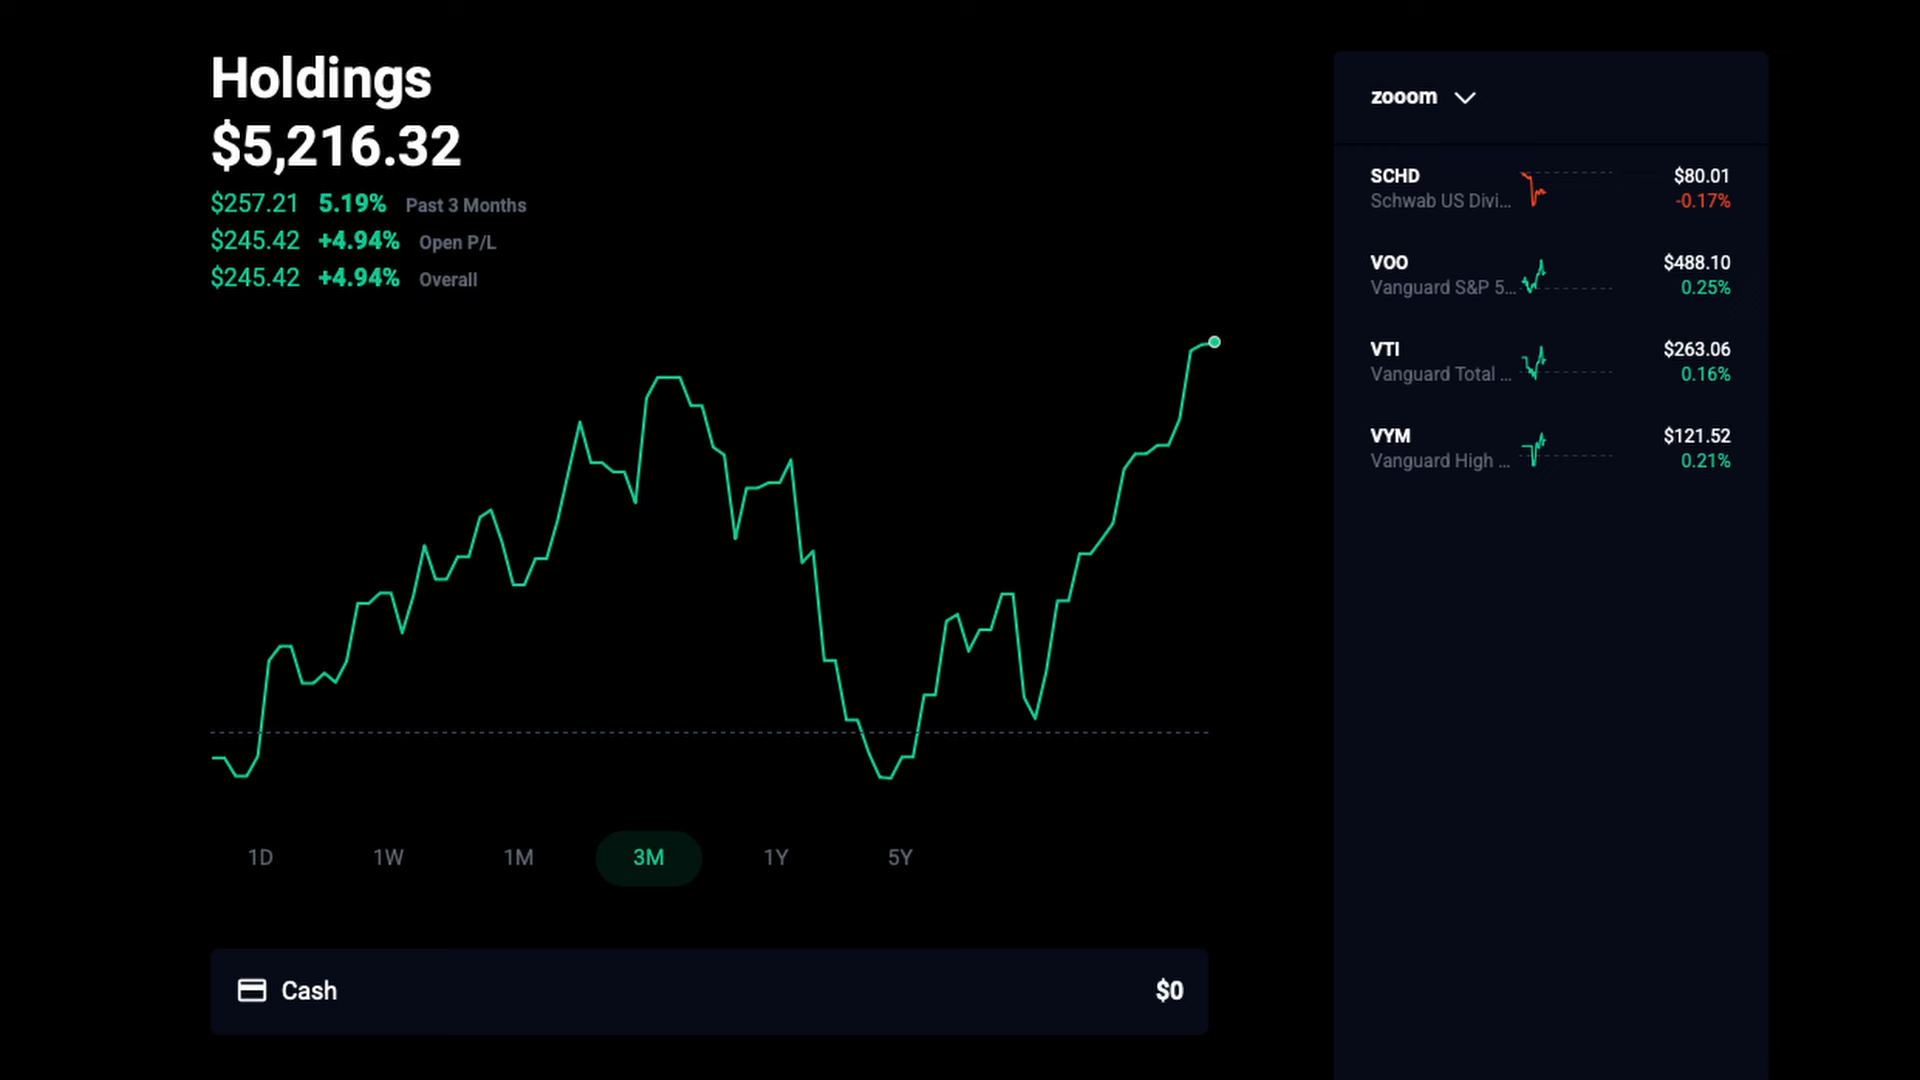 Holdings
$5,216.32
$257.21 5.19% Past 3 Months
$245.42 +4.94% Open P/L
$245.42 +4.94% Overall
1D 1W 1M 3M 1Y 5Y
Cash $0
zooom
SCHD $80.01
Schwab US Divi... -0.17%
VOO $488.10
Vanguard S&P 5... 0.25%
VTI $263.06
Vanguard Total ... 0.16%
VYM $121.52
Vanguard High ... 0.21%